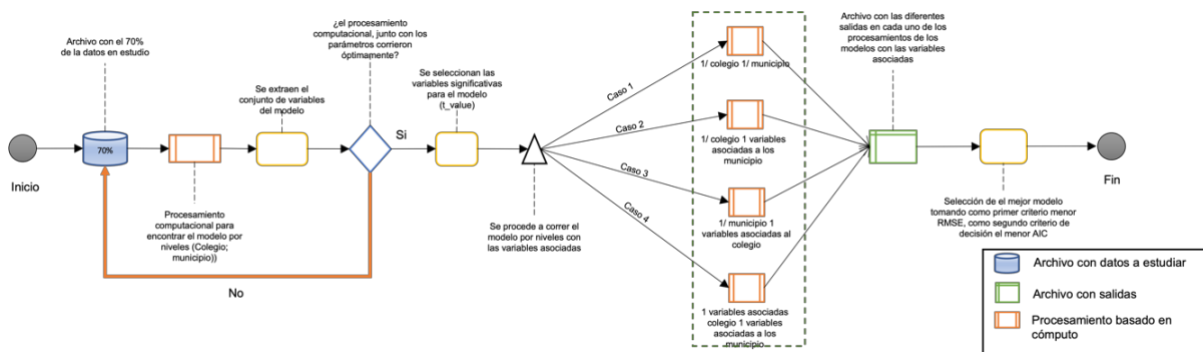 Archivo con el 70%
de la datos en estudio
70%
Inicio
Procesamiento
computacional para
encontrar el modelo por
niveles (Colegio;
municipio))
Se extraen el
conjunto de variables
del modelo
¿el procesamiento
computacional, junto con los
parámetros corrieron
óptimamente?
Si
No
Se seleccionan las
variables significativas
para el modelo
(t_value)
Se procede a correr el
modelo por niveles con
las variables asociadas
Caso 1
Caso 2
Caso 3
Caso 4
1/ colegio 1/ municipio
1/ colegio 1 variables
asociadas a los
municipio
1/ municipio 1
variables asociadas al
colegio
1 variables asociadas
colegio 1 variables
asociadas a los
municipio
Archivo con las diferentes
salidas en cada uno de los
procesamientos de los
modelos con las variables
asociadas
Selección de el mejor modelo
tomando como primer criterio menor
RMSE, como segundo criterio de
decisión el menor AIC
Fin
Archivo con datos a estudiar
Archivo con salidas
Procesamiento basado en
cómputo